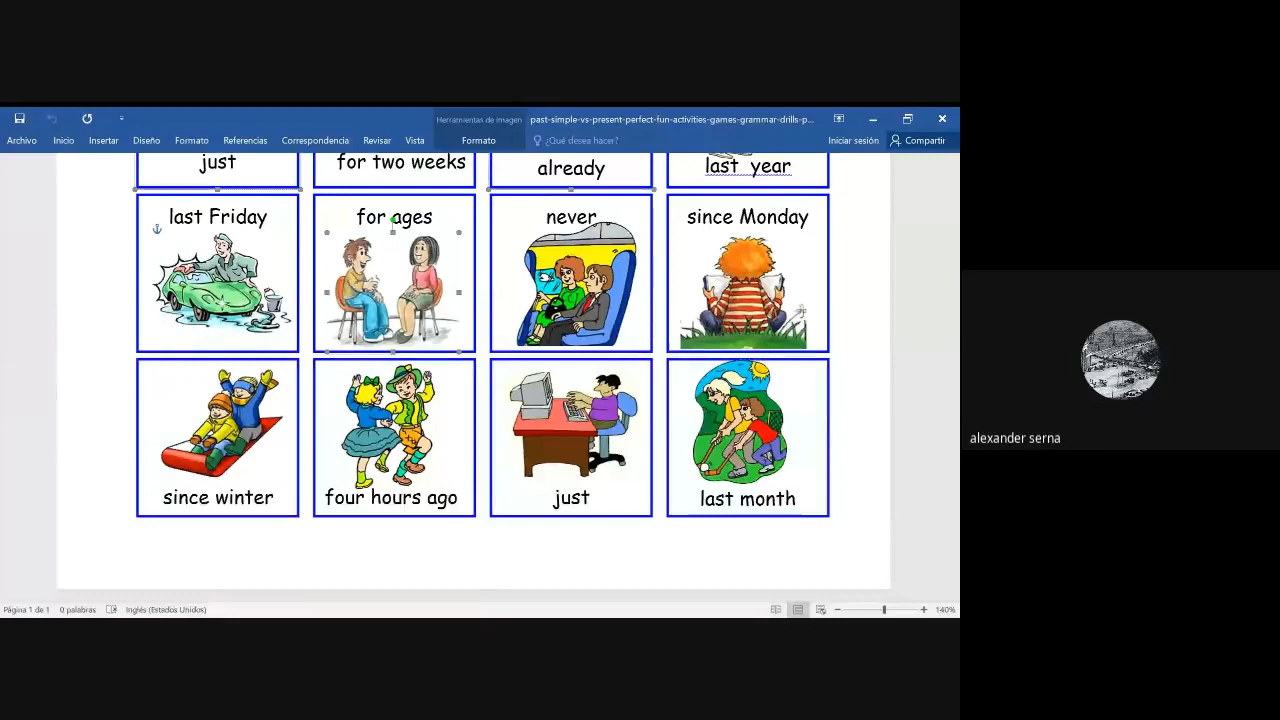 Herramientas de imagen
past-simple-vs-present-perfect-fun-activities-games-grammar-drills-p...
Archivo Inicio Insertar Diseño Formato Referencias Correspondencia Revisar Vista Formato ¿Qué desea hacer? Iniciar sesión Compartir
just for two weeks already last year
last Friday for ages never since Monday
since winter four hours ago just last month
alexander serna
Página 1 de 1 0 palabras Inglés (Estados Unidos) 140%